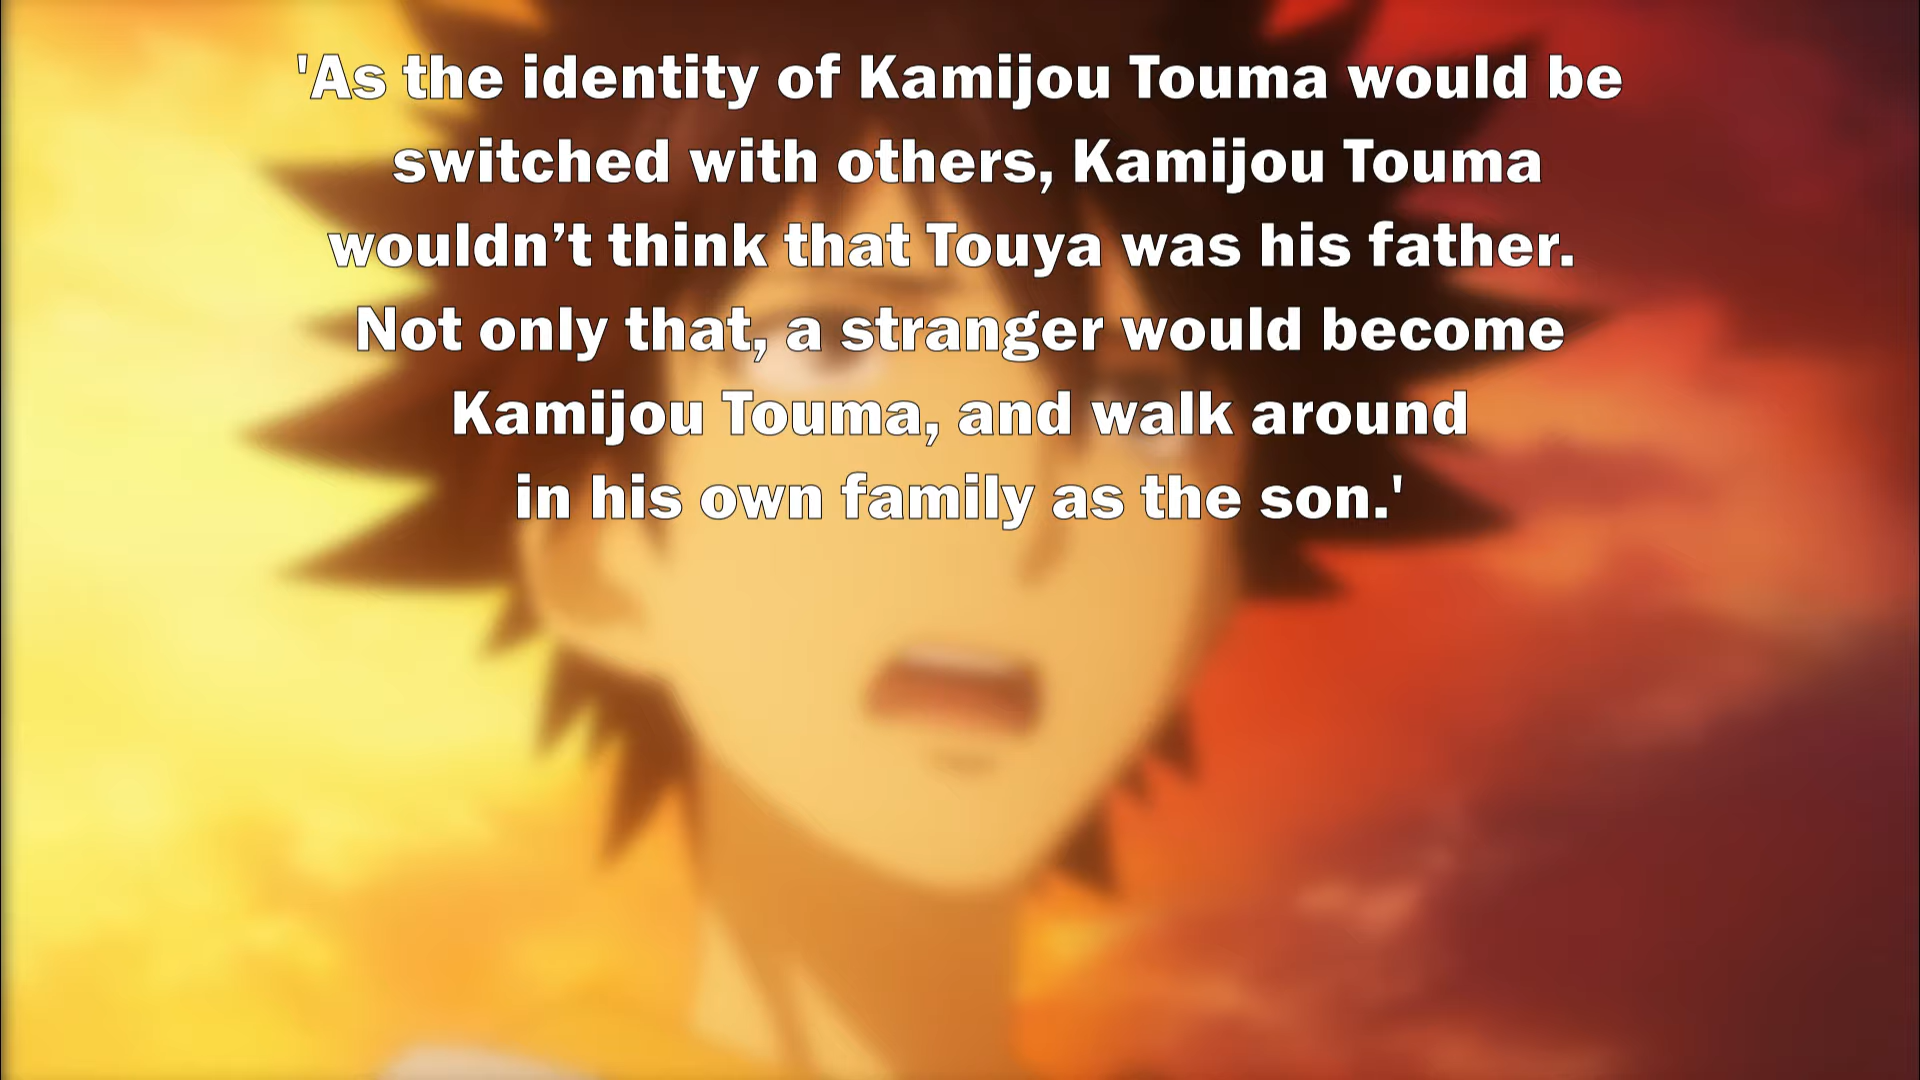 'As the identity of Kamijou Touma would be
switched with others, Kamijou Touma
wouldn’t think that Touya was his father.
Not only that, a stranger would become
Kamijou Touma, and walk around
in his own family as the son.'